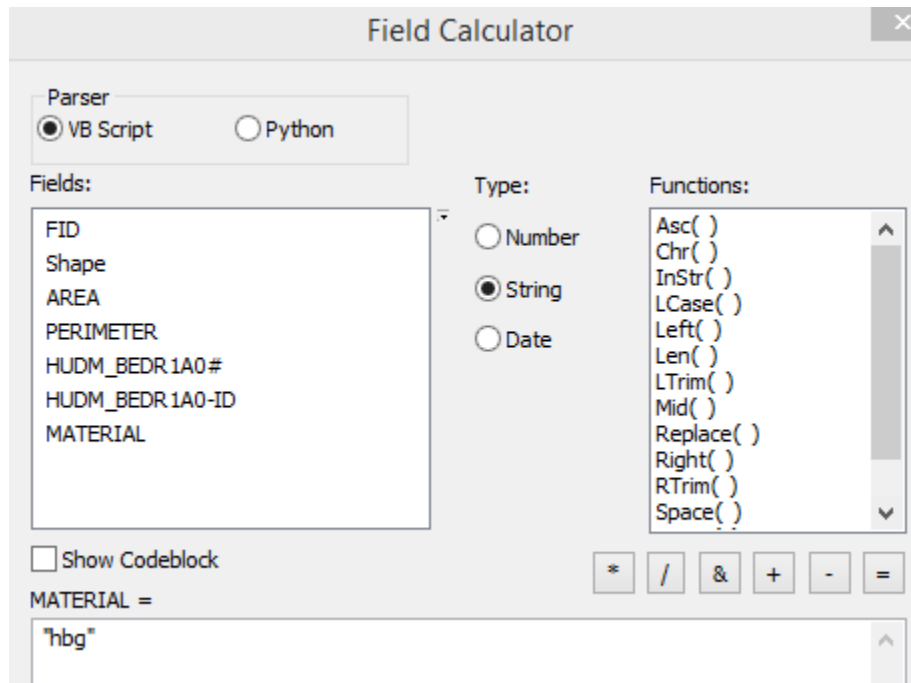 Field Calculator
Parser
VB Script
Python
Fields:
FID
Shape
AREA
PERIMETER
HUDM_BEDR1A0#
HUDM_BEDR1A0-ID
MATERIAL
Type:
Number
String
Date
Functions:
Asc( )
Chr( )
InStr( )
LCase( )
Left( )
Len( )
LTrim( )
Mid( )
Replace( )
Right( )
RTrim( )
Space( )
Show Codeblock
* / & + - =
MATERIAL =
"hbg"